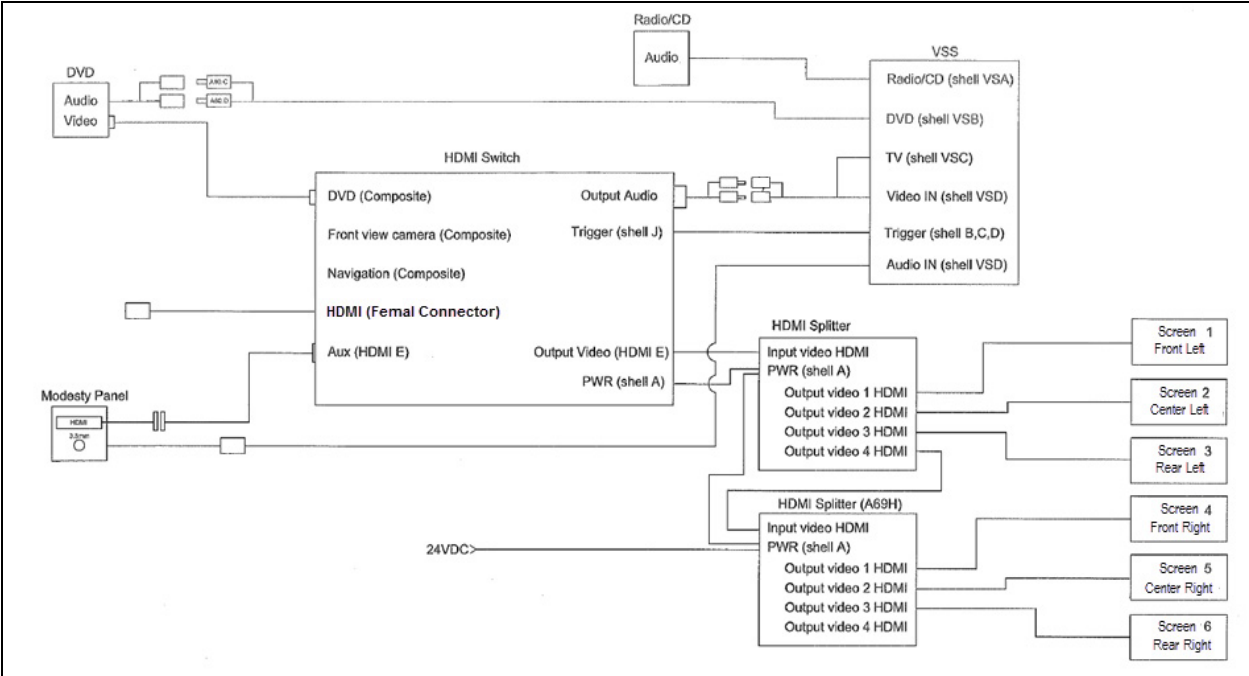 Radio/CD
Audio
DVD
Audio
Video
A60-C
A60-D
VSS
Radio/CD (shell VSA)
DVD (shell VSB)
TV (shell VSC)
Video IN (shell VSD)
Trigger (shell B,C,D)
Audio IN (shell VSD)
HDMI Switch
DVD (Composite)
Output Audio
Front view camera (Composite)
Trigger (shell J)
Navigation (Composite)
HDMI (Femal Connector)
Aux (HDMI E)
Output Video (HDMI E)
PWR (shell A)
Modesty Panel
HDMI
3.5mm
HDMI Splitter
Input video HDMI
PWR (shell A)
Output video 1 HDMI
Output video 2 HDMI
Output video 3 HDMI
Output video 4 HDMI
Screen 1
Front Left
Screen 2
Center Left
Screen 3
Rear Left
HDMI Splitter (A69H)
Input video HDMI
PWR (shell A)
24VDC>
Output video 1 HDMI
Output video 2 HDMI
Output video 3 HDMI
Output video 4 HDMI
Screen 4
Front Right
Screen 5
Center Right
Screen 6
Rear Right